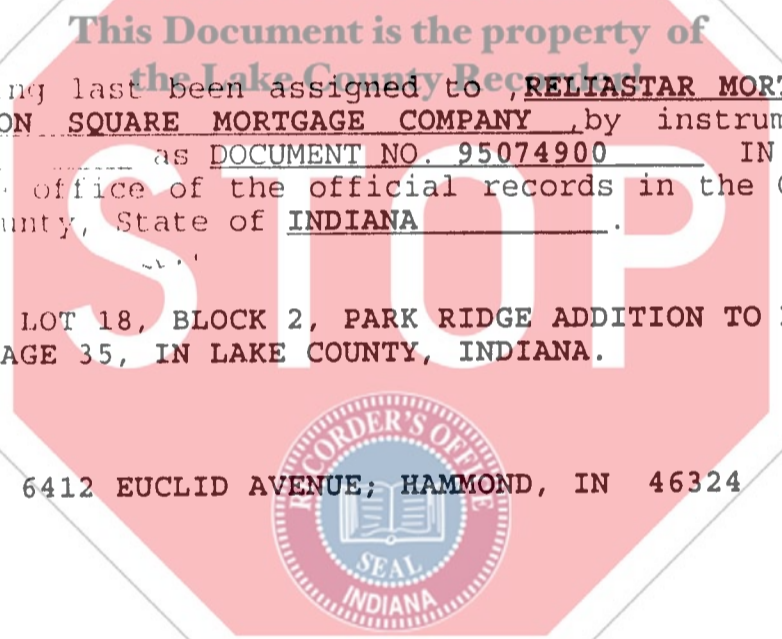 This Document is the property of
the Lake County Recorder!
ng last been assigned to ,RELIASTAR MORT
ON SQUARE MORTGAGE COMPANY ,by instrum
as DOCUMENT NO. 95074900 IN
office of the official records in the C
unty, State of INDIANA .
STOP
LOT 18, BLOCK 2, PARK RIDGE ADDITION TO
AGE 35, IN LAKE COUNTY, INDIANA.
RECORDER'S OFFICE
6412 EUCLID AVENUE; HAMMOND, IN 46324
SEAL
INDIANA